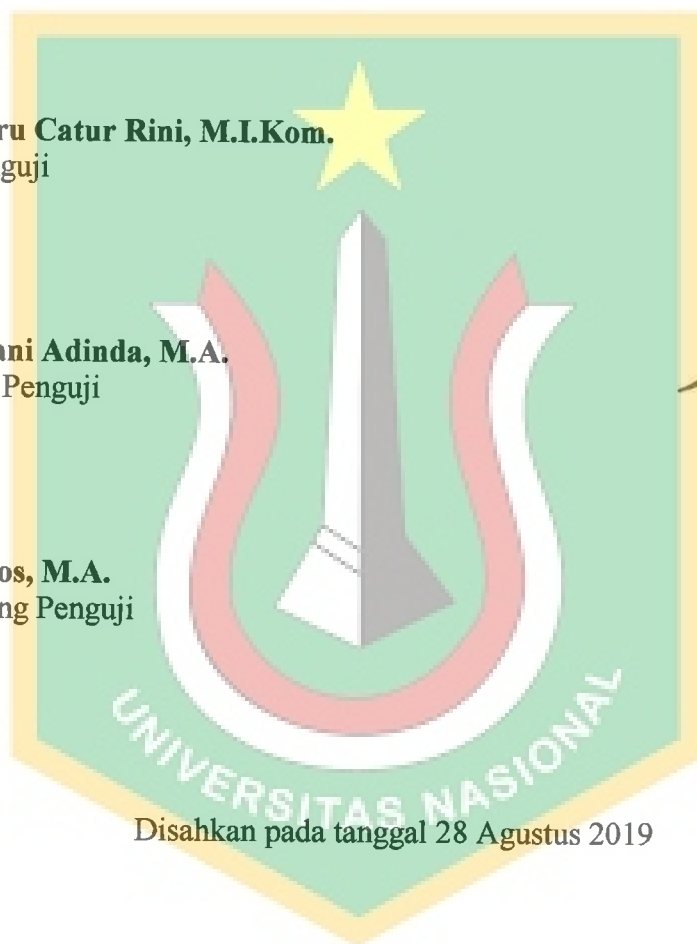 ru Catur Rini, M.I.Kom.
guji
ani Adinda, M.A.
Penguji
os, M.A.
ng Penguji
UNIVERSITAS NASIONAL
Disahkan pada tanggal 28 Agustus 2019